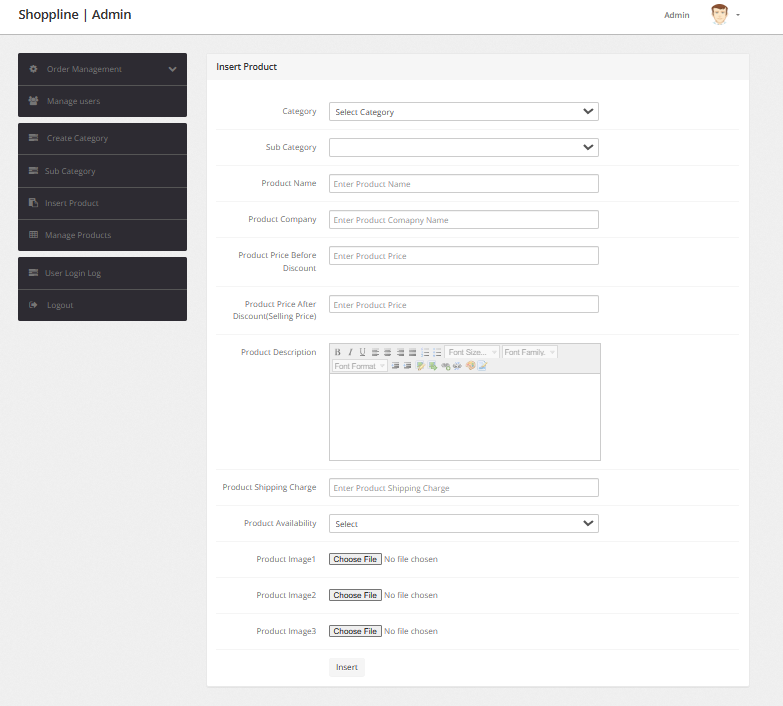 Shoppline | Admin
Admin
Order Management
Manage users
Create Category
Sub Category
Insert Product
Manage Products
User Login Log
Logout
Insert Product
Category
Select Category
Sub Category
Product Name
Enter Product Name
Product Company
Enter Product Comapny Name
Product Price Before
Discount
Enter Product Price
Product Price After
Discount(Selling Price)
Enter Product Price
Product Description
B I U Font Size... Font Family.
Font Format
Product Shipping Charge
Enter Product Shipping Charge
Product Availability
Select
Product Image1
Choose File No file chosen
Product Image2
Choose File No file chosen
Product Image3
Choose File No file chosen
Insert